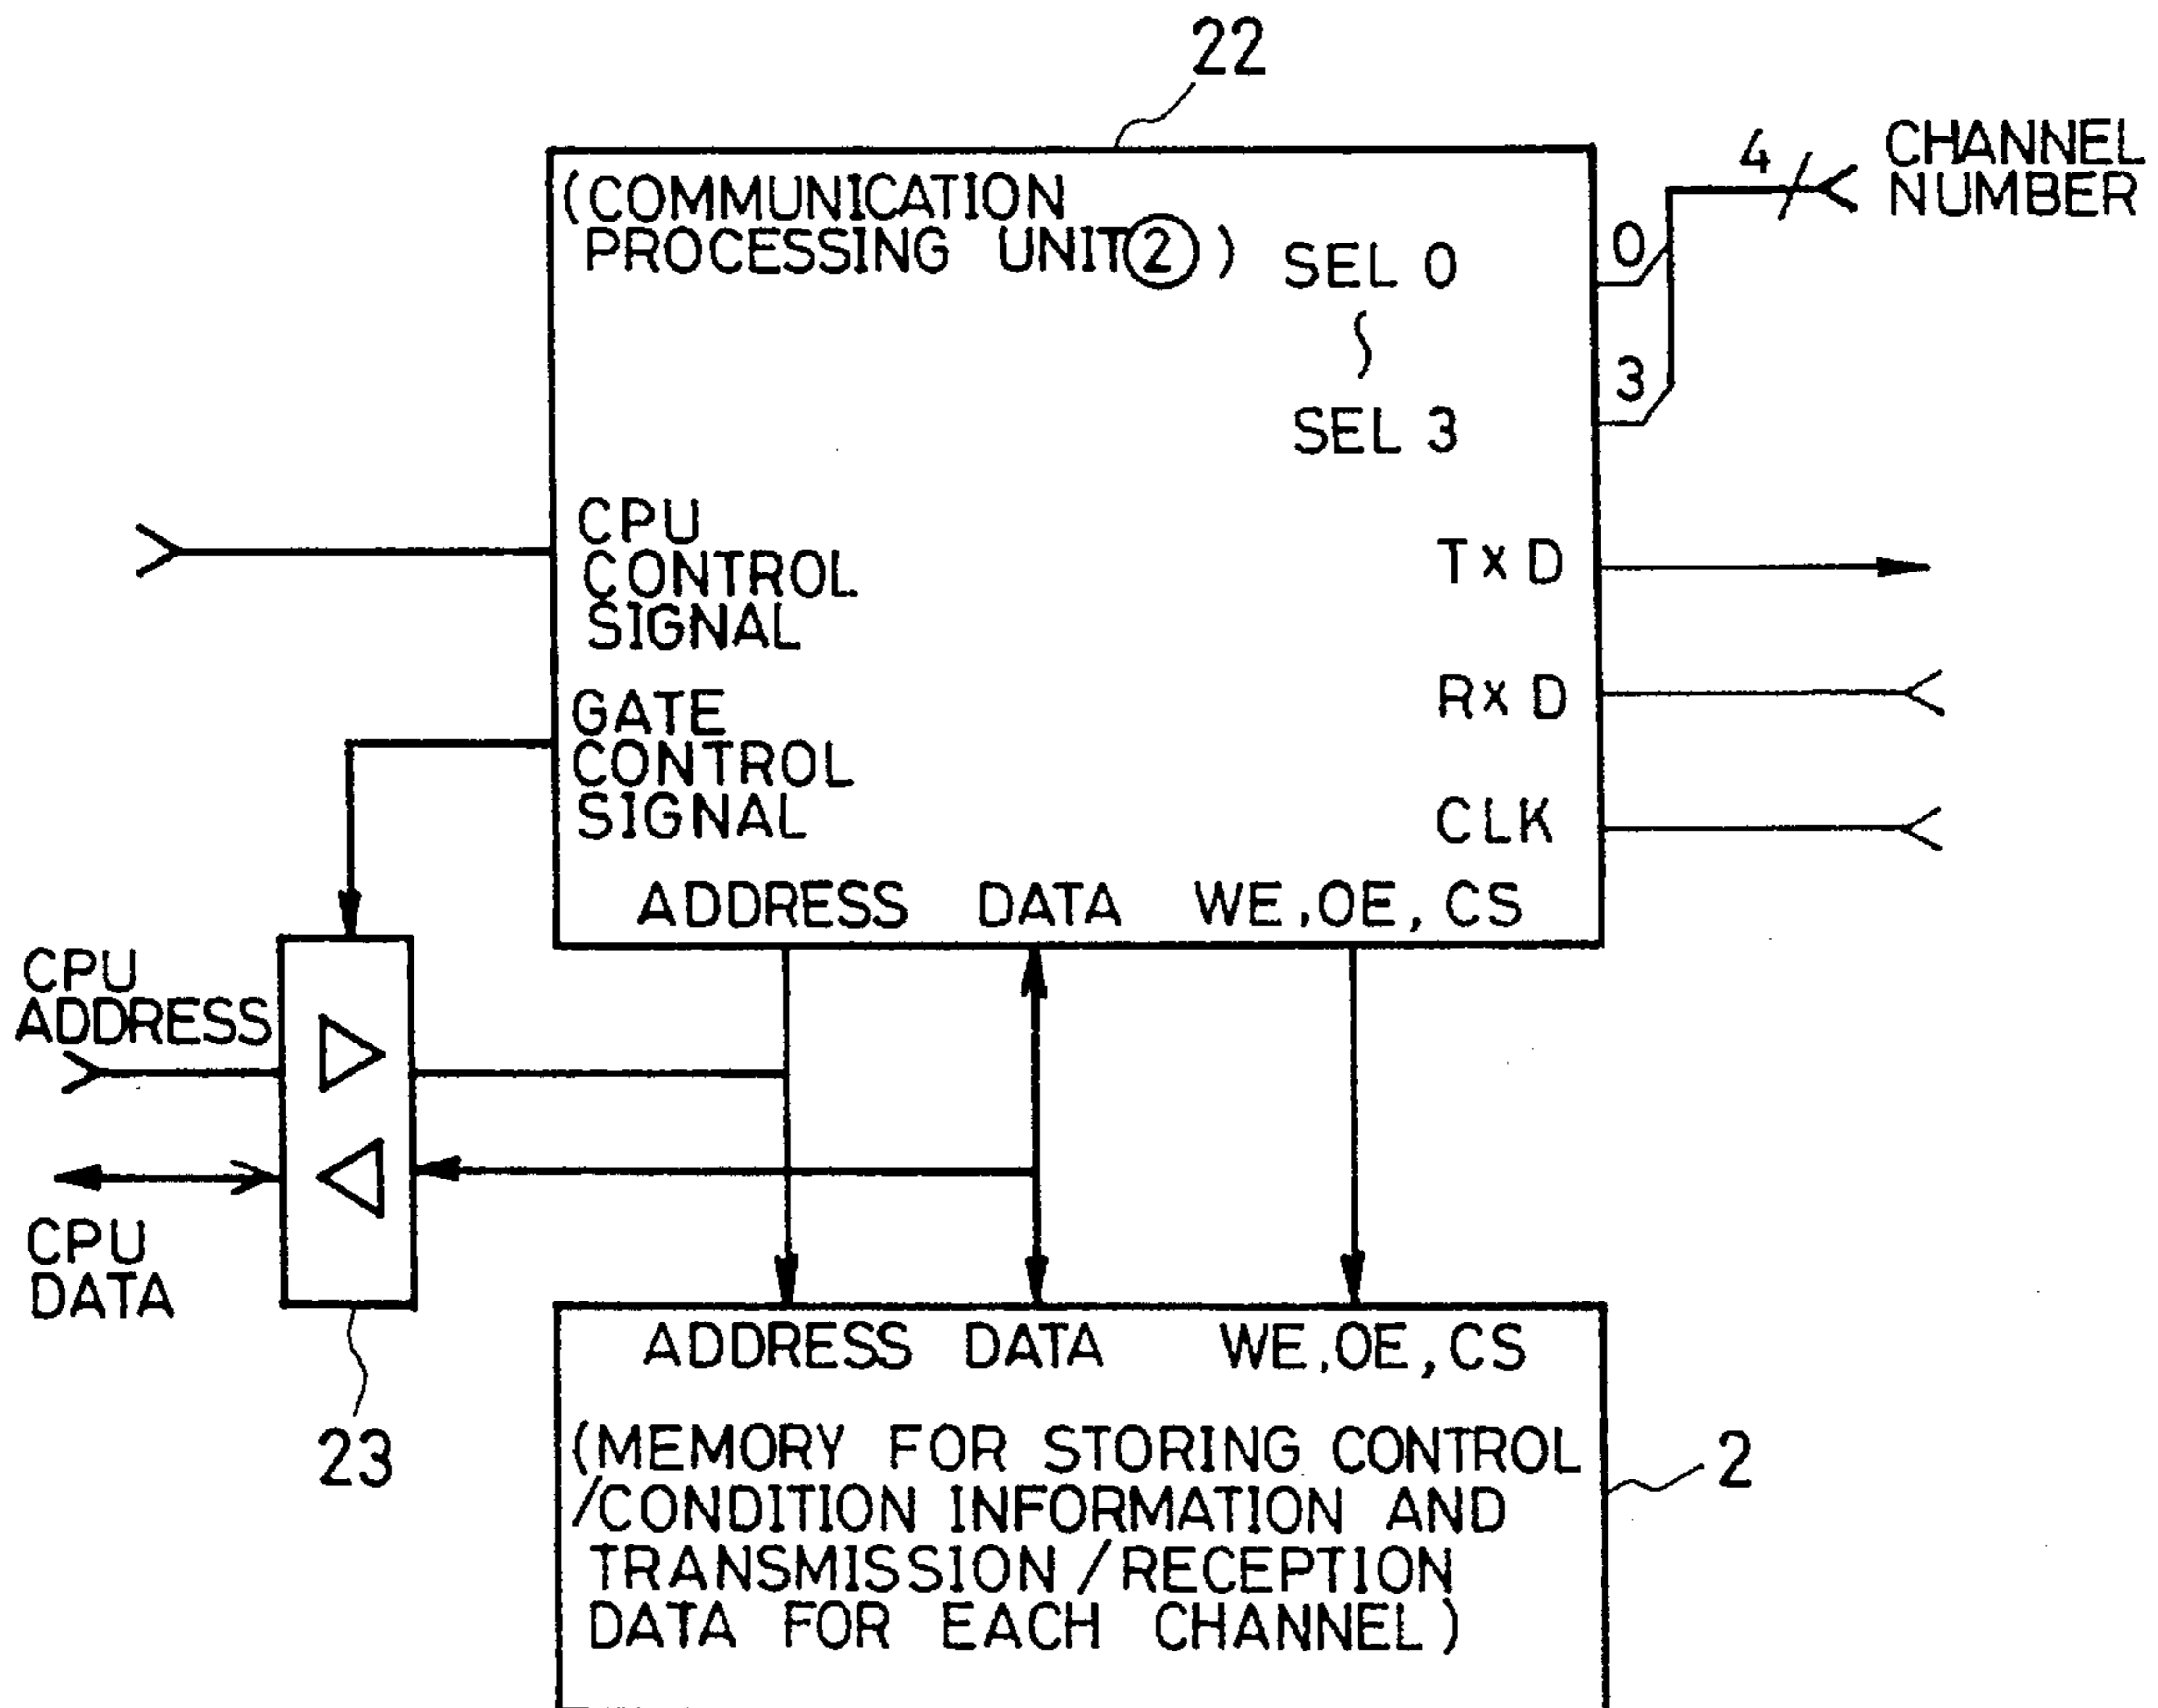 22
4
CHANNEL
NUMBER
(COMMUNICATION
PROCESSING UNIT②)
SEL 0
0
3
SEL 3
CPU
CONTROL
SIGNAL
TXD
RXD
GATE
CONTROL
SIGNAL
CLK
ADDRESS DATA WE,OE,CS
CPU
ADDRESS
CPU
DATA
23
ADDRESS DATA WE,OE,CS
(MEMORY FOR STORING CONTROL
/CONDITION INFORMATION AND
TRANSMISSION/RECEPTION
DATA FOR EACH CHANNEL)
2